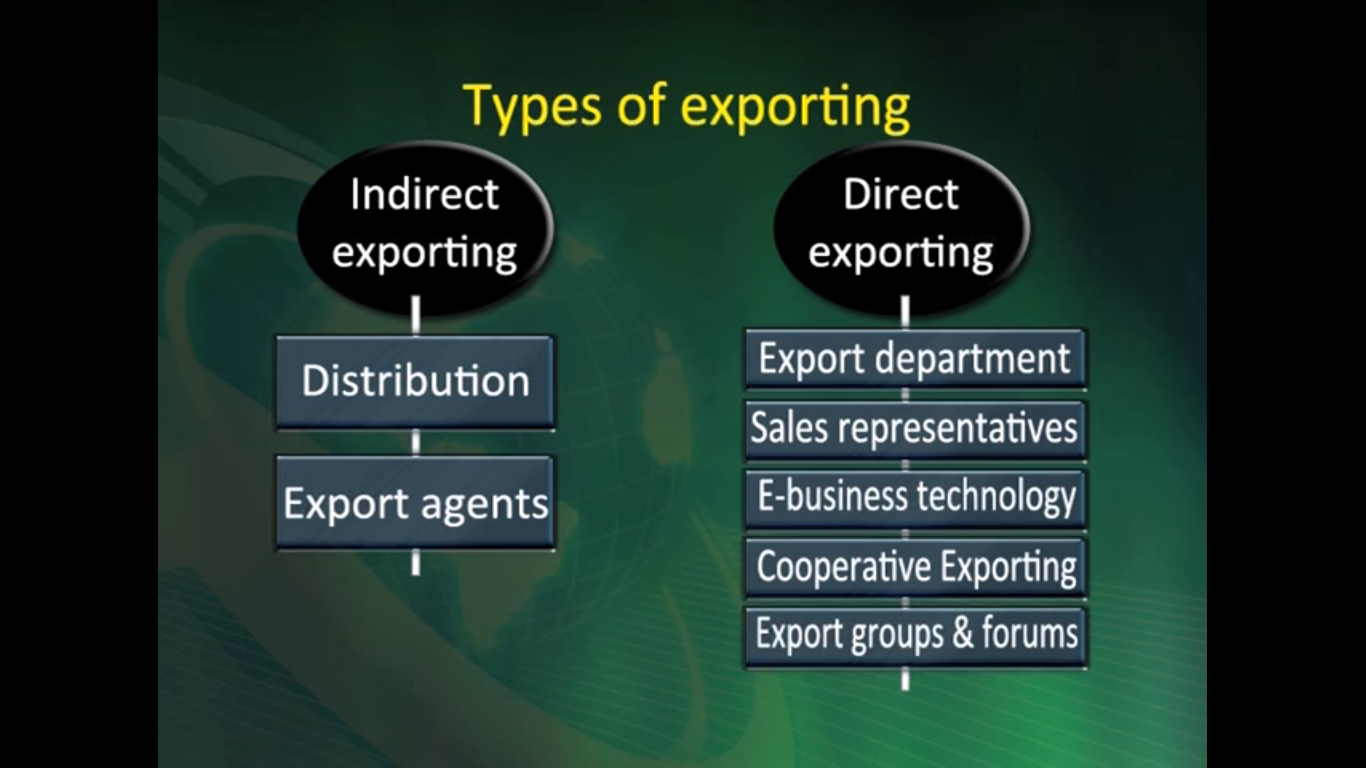 Types of exporting
Indirect
exporting
Distribution
Export agents
Direct
exporting
Export department
Sales representatives
E-business technology
Cooperative Exporting
Export groups & forums